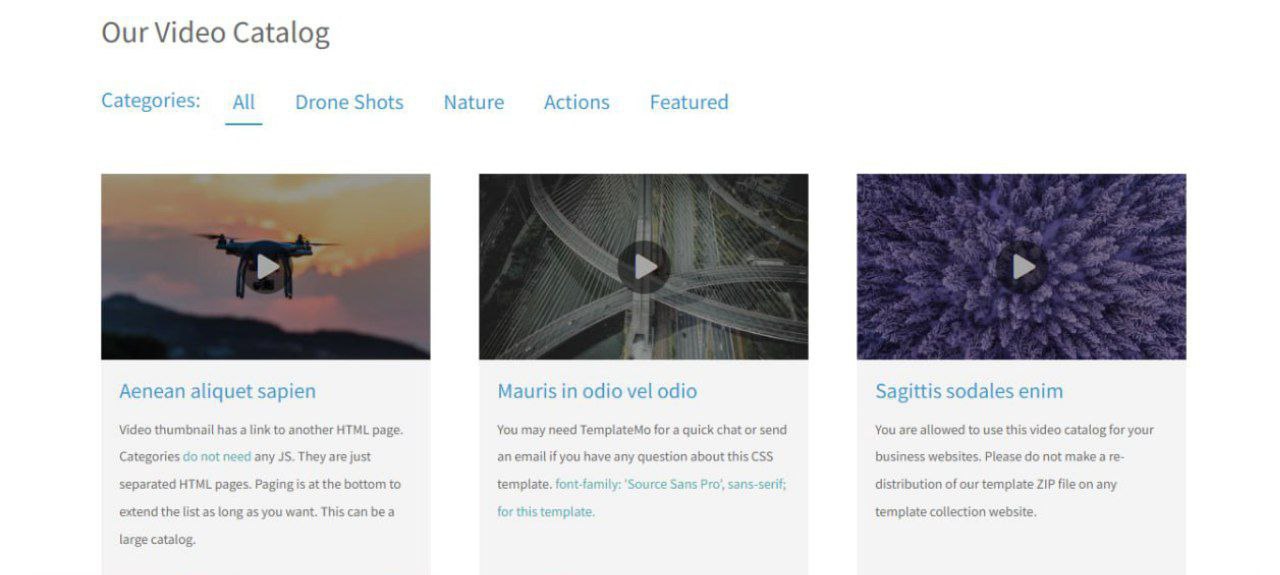 Our Video Catalog
Categories: All Drone Shots Nature Actions Featured
Aenean aliquet sapien
Video thumbnail has a link to another HTML page.
Categories do not need any JS. They are just
separated HTML pages. Paging is at the bottom to
extend the list as long as you want. This can be a
large catalog.
Mauris in odio vel odio
You may need TemplateMo for a quick chat or send
an email if you have any question about this CSS
template. font-family: 'Source Sans Pro', sans-serif;
for this template.
Sagittis sodales enim
You are allowed to use this video catalog for your
business websites. Please do not make a re-
distribution of our template ZIP file on any
template collection website.